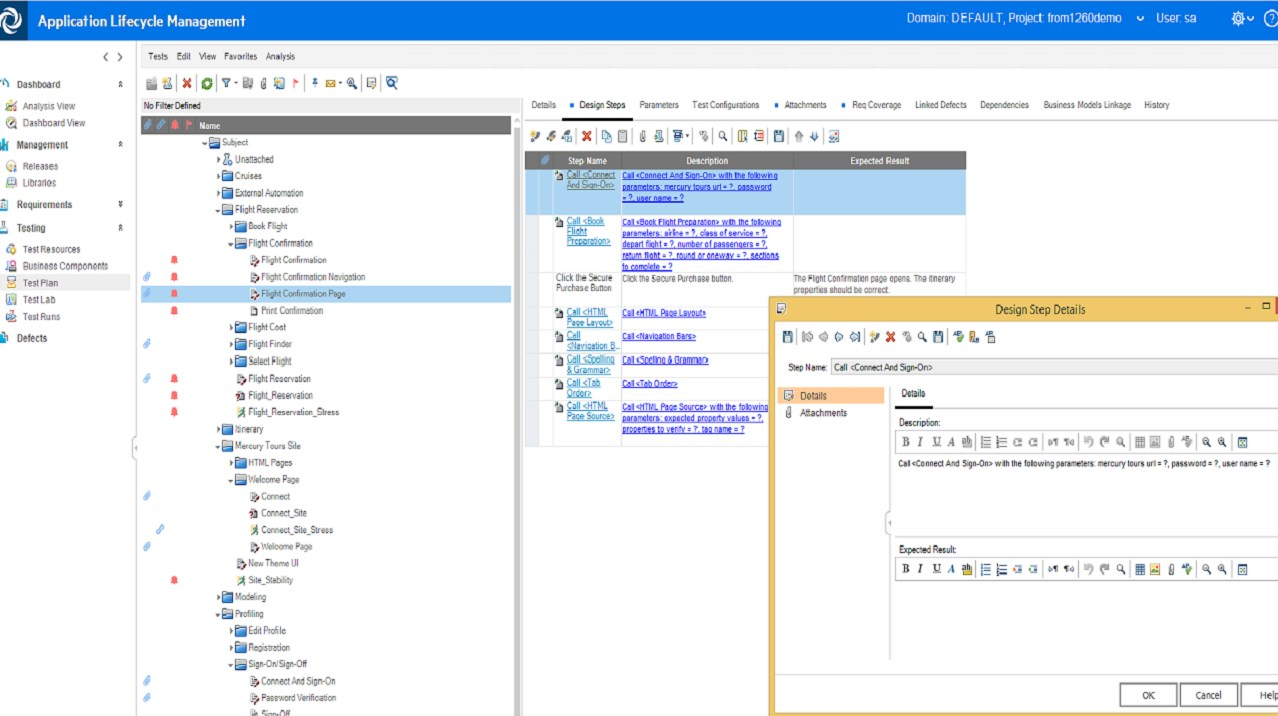 Application Lifecycle Management
Domain: DEFAULT, Project: from1260demo
User: sa
Dashboard
Analysis View
Dashboard View
Management
Releases
Libraries
Requirements
Testing
Test Resources
Business Components
Test Plan
Test Lab
Test Runs
Defects
Tests Edit View Favorites Analysis
No Filter Defined
Name
Subject
Unattached
Cruises
External Automation
Flight Reservation
Book Flight
Flight Confirmation
Flight Confirmation
Flight Confirmation Navigation
Flight Confirmation Page
Print Confirmation
Flight Cost
Flight Finder
Select Flight
Flight Reservation
Flight_Reservation
Flight_Reservation_Stress
Itinerary
Mercury Tours Site
HTML Pages
Welcome Page
Connect
Connect_Site
Connect_Site_Stress
Welcome Page
New Theme UI
Site_Stability
Modeling
Profiling
Edit Profile
Registration
Sign-On/Sign-Off
Connect And Sign-On
Password Verification
Sign-Off
Details Design Steps Parameters Test Configurations Attachments Req Coverage Linked Defects Dependencies Business Models Linkage History
Step Name Description Expected Result
Call <Connect
And Sign-On>
Call <Connect And Sign-On> with the following
parameters: mercury tours url = ?, password
= ?, user name = ?
Call <Book
Flight
Preparation>
Call <Book Flight Preparation> with the following
parameters: airline = ?, class of service = ?,
depart flight = ?, number of passengers = ?,
return flight = ?, round or oneway = ?, sections
to complete = ?
Click the Secure
Purchase Button
Click the Secure Purchase button.
The Flight Confirmation page opens. The itinerary
properties should be correct.
Call <HTML
Page Layout>
Call <HTML Page Layout>
Call
<Navigation B...
Call <Navigation Bars>
Call <Spelling
& Grammar>
Call <Spelling & Grammar>
Call <Tab
Order>
Call <Tab Order>
Call <HTML
Page Source>
Call <HTML Page Source> with the following
parameters: expected property values = ?,
properties to verify = ?, tag name = ?
Design Step Details
Step Name: Call <Connect And Sign-On>
Details
Attachments
Details
Description:
B I U A ab
Call <Connect And Sign-On> with the following parameters: mercury tours url = ?, password = ?, user name = ?
Expected Result:
B I U A ab
OK Cancel Help